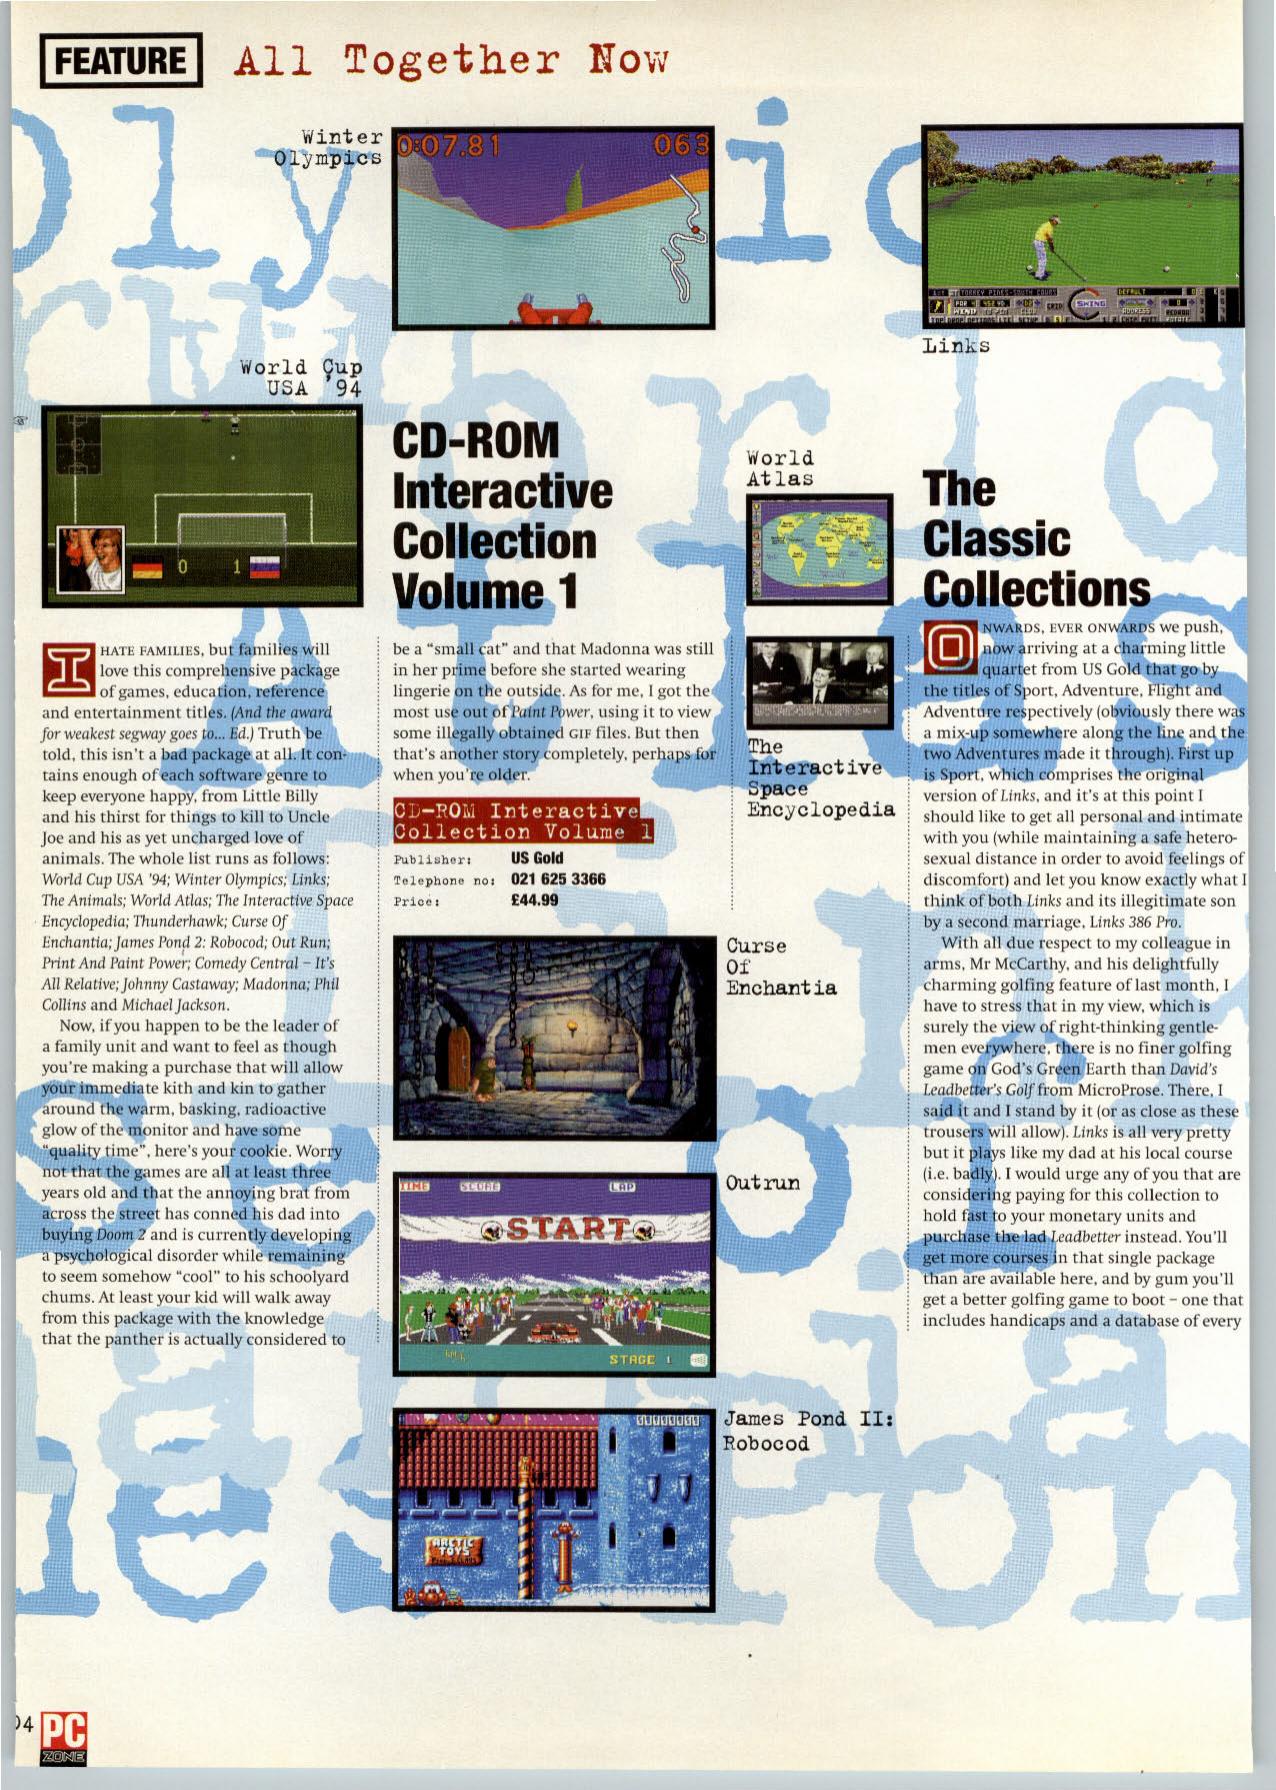 FEATURE All Together Now
Winter
Olympics
0:07.81 063
Links
World Cup
USA '94
0 1
CD-ROM
Interactive
Collection
Volume 1
I HATE FAMILIES, but families will
love this comprehensive package
of games, education, reference
and entertainment titles. (And the award
for weakest segway goes to... Ed.) Truth be
told, this isn't a bad package at all. It con-
tains enough of each software genre to
keep everyone happy, from Little Billy
and his thirst for things to kill to Uncle
Joe and his as yet uncharged love of
animals. The whole list runs as follows:
World Cup USA '94; Winter Olympics; Links;
The Animals; World Atlas; The Interactive Space
Encyclopedia; Thunderhawk; Curse Of
Enchantia; James Pond 2: Robocod; Out Run;
Print And Paint Power; Comedy Central – It's
All Relative; Johnny Castaway; Madonna; Phil
Collins and Michael Jackson.
Now, if you happen to be the leader of
a family unit and want to feel as though
you're making a purchase that will allow
your immediate kith and kin to gather
around the warm, basking, radioactive
glow of the monitor and have some
"quality time", here's your cookie. Worry
not that the games are all at least three
years old and that the annoying brat from
across the street has conned his dad into
buying Doom 2 and is currently developing
a psychological disorder while remaining
to seem somehow "cool" to his schoolyard
chums. At least your kid will walk away
from this package with the knowledge
that the panther is actually considered to
be a "small cat" and that Madonna was still
in her prime before she started wearing
lingerie on the outside. As for me, I got the
most use out of Paint Power, using it to view
some illegally obtained GIF files. But then
that's another story completely, perhaps for
when you're older.
CD-ROM Interactive
Collection Volume 1
Publisher: US Gold
Telephone no: 021 625 3366
Price: £44.99
World
Atlas
The
Interactive
Space
Encyclopedia
Curse
Of
Enchantia
Outrun
TIME SCORE LAP
START
STAGE 1
James Pond II:
Robocod
ARCTIC
TOYS
The
Classic
Collections
ONWARDS, EVER ONWARDS we push,
now arriving at a charming little
quartet from US Gold that go by
the titles of Sport, Adventure, Flight and
Adventure respectively (obviously there was
a mix-up somewhere along the line and the
two Adventures made it through). First up
is Sport, which comprises the original
version of Links, and it's at this point I
should like to get all personal and intimate
with you (while maintaining a safe hetero-
sexual distance in order to avoid feelings of
discomfort) and let you know exactly what I
think of both Links and its illegitimate son
by a second marriage, Links 386 Pro.
With all due respect to my colleague in
arms, Mr McCarthy, and his delightfully
charming golfing feature of last month, I
have to stress that in my view, which is
surely the view of right-thinking gentle-
men everywhere, there is no finer golfing
game on God's Green Earth than David's
Leadbetter's Golf from MicroProse. There, I
said it and I stand by it (or as close as these
trousers will allow). Links is all very pretty
but it plays like my dad at his local course
(i.e. badly). I would urge any of you that are
considering paying for this collection to
hold fast to your monetary units and
purchase the lad Leadbetter instead. You'll
get more courses in that single package
than are available here, and by gum you'll
get a better golfing game to boot – one that
includes handicaps and a database of every
04 PC
ZONE